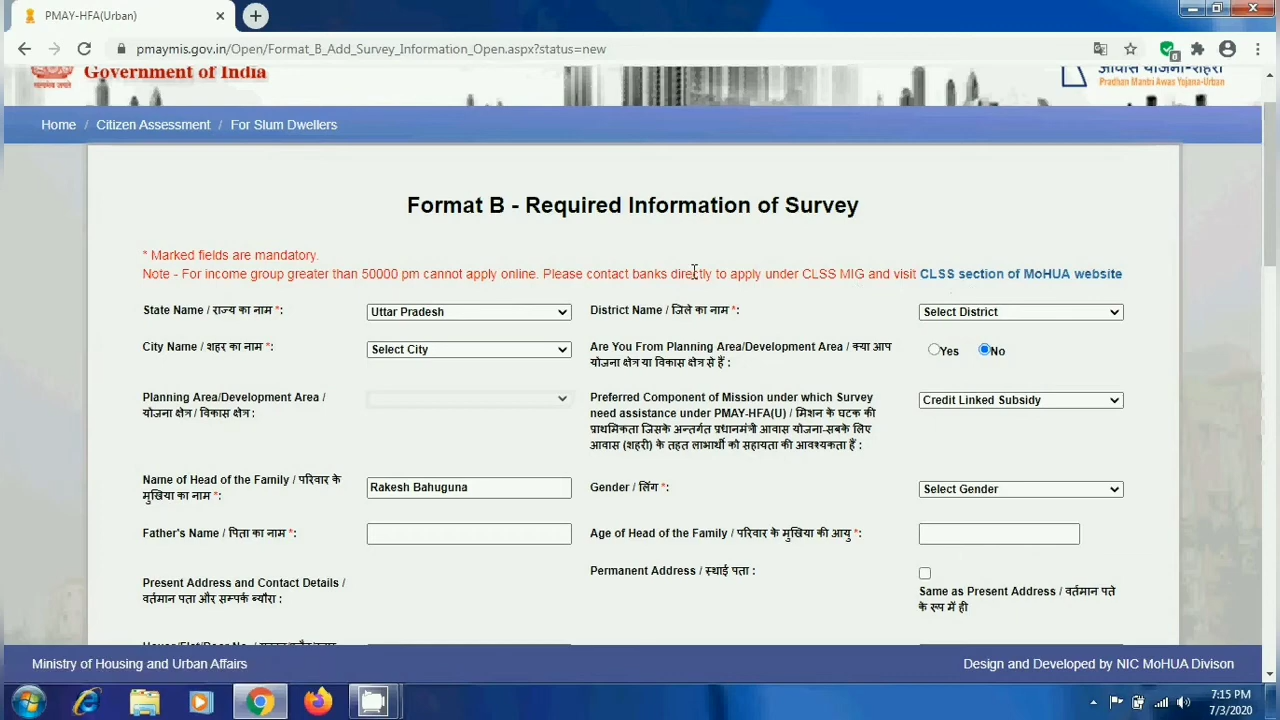 PMAY-HFA(Urban)
pmaymis.gov.in/Open/Format_B_Add_Survey_Information_Open.aspx?status=new
Government of India
आवास योजना-शहरी
Pradhan Mantri Awas Yojana-Urban
Home / Citizen Assessment / For Slum Dwellers
Format B - Required Information of Survey
* Marked fields are mandatory.
Note - For income group greater than 50000 pm cannot apply online. Please contact banks directly to apply under CLSS MIG and visit CLSS section of MoHUA website
State Name / राज्य का नाम *:
Uttar Pradesh
District Name / जिले का नाम *:
Select District
City Name / शहर का नाम *:
Select City
Are You From Planning Area/Development Area / क्या आप
योजना क्षेत्र या विकास क्षेत्र से हैं :
Yes No
Planning Area/Development Area /
योजना क्षेत्र / विकास क्षेत्र :
Preferred Component of Mission under which Survey
need assistance under PMAY-HFA(U) / मिशन के घटक की
प्राथमिकता जिसके अन्तर्गत प्रधानमंत्री आवास योजना-सबके लिए
आवास (शहरी) के तहत लाभार्थी को सहायता की आवश्यकता हैं :
Credit Linked Subsidy
Name of Head of the Family / परिवार के
मुखिया का नाम *:
Rakesh Bahuguna
Gender / लिंग *:
Select Gender
Father's Name / पिता का नाम *:
Age of Head of the Family / परिवार के मुखिया की आयु *:
Present Address and Contact Details /
वर्तमान पता और सम्पर्क ब्यौरा :
Permanent Address / स्थाई पता :
Same as Present Address / वर्तमान पते
के रूप में ही
Ministry of Housing and Urban Affairs
Design and Developed by NIC MoHUA Divison
7:15 PM
7/3/2020